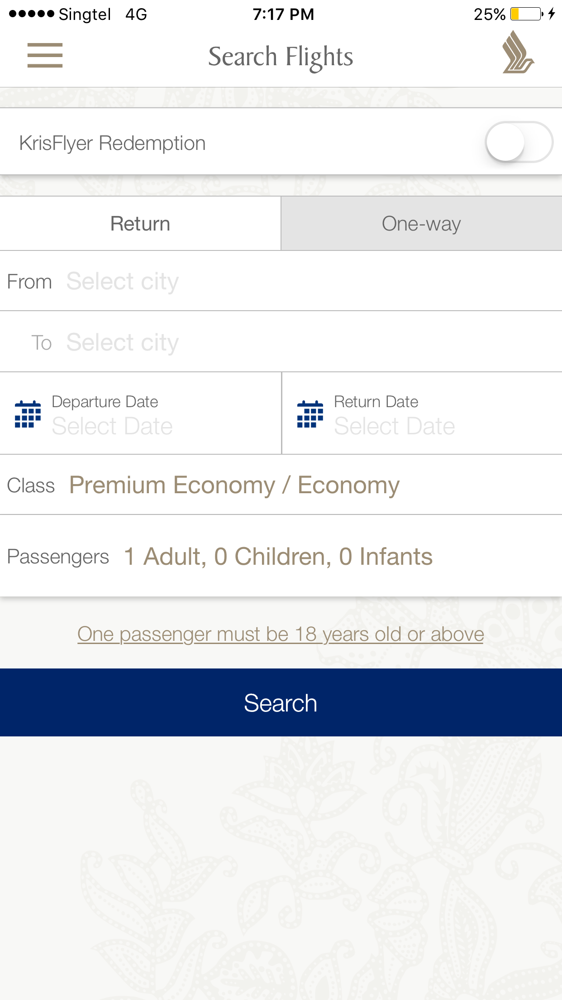 Singtel 4G 7:17 PM 25%
Search Flights
KrisFlyer Redemption
Return One-way
From Select city
To Select city
Departure Date Return Date
Select Date Select Date
Class Premium Economy / Economy
Passengers 1 Adult, 0 Children, 0 Infants
One passenger must be 18 years old or above
Search